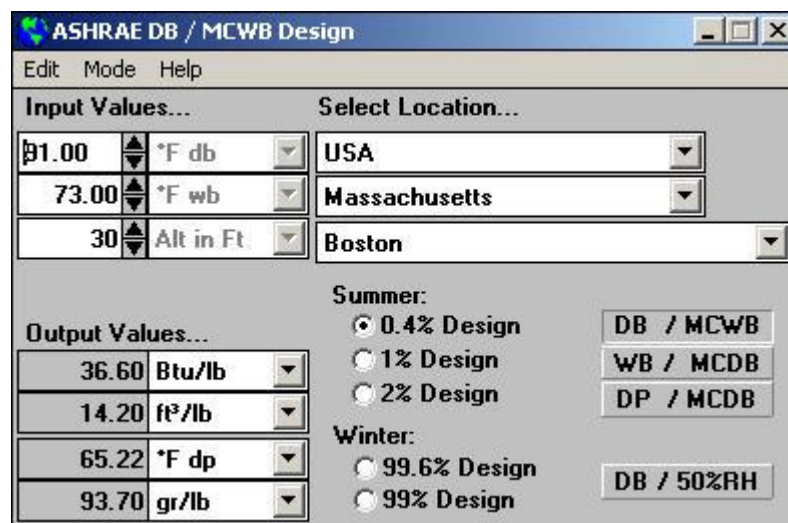 ASHRAE DB / MCWB Design
Edit Mode Help
Input Values...
91.00 °F db
73.00 °F wb
30 Alt in Ft
Select Location...
USA
Massachusetts
Boston
Output Values...
36.60 Btu/lb
14.20 ft³/lb
65.22 °F dp
93.70 gr/lb
Summer:
0.4% Design
1% Design
2% Design
Winter:
99.6% Design
99% Design
DB / MCWB
WB / MCDB
DP / MCDB
DB / 50%RH